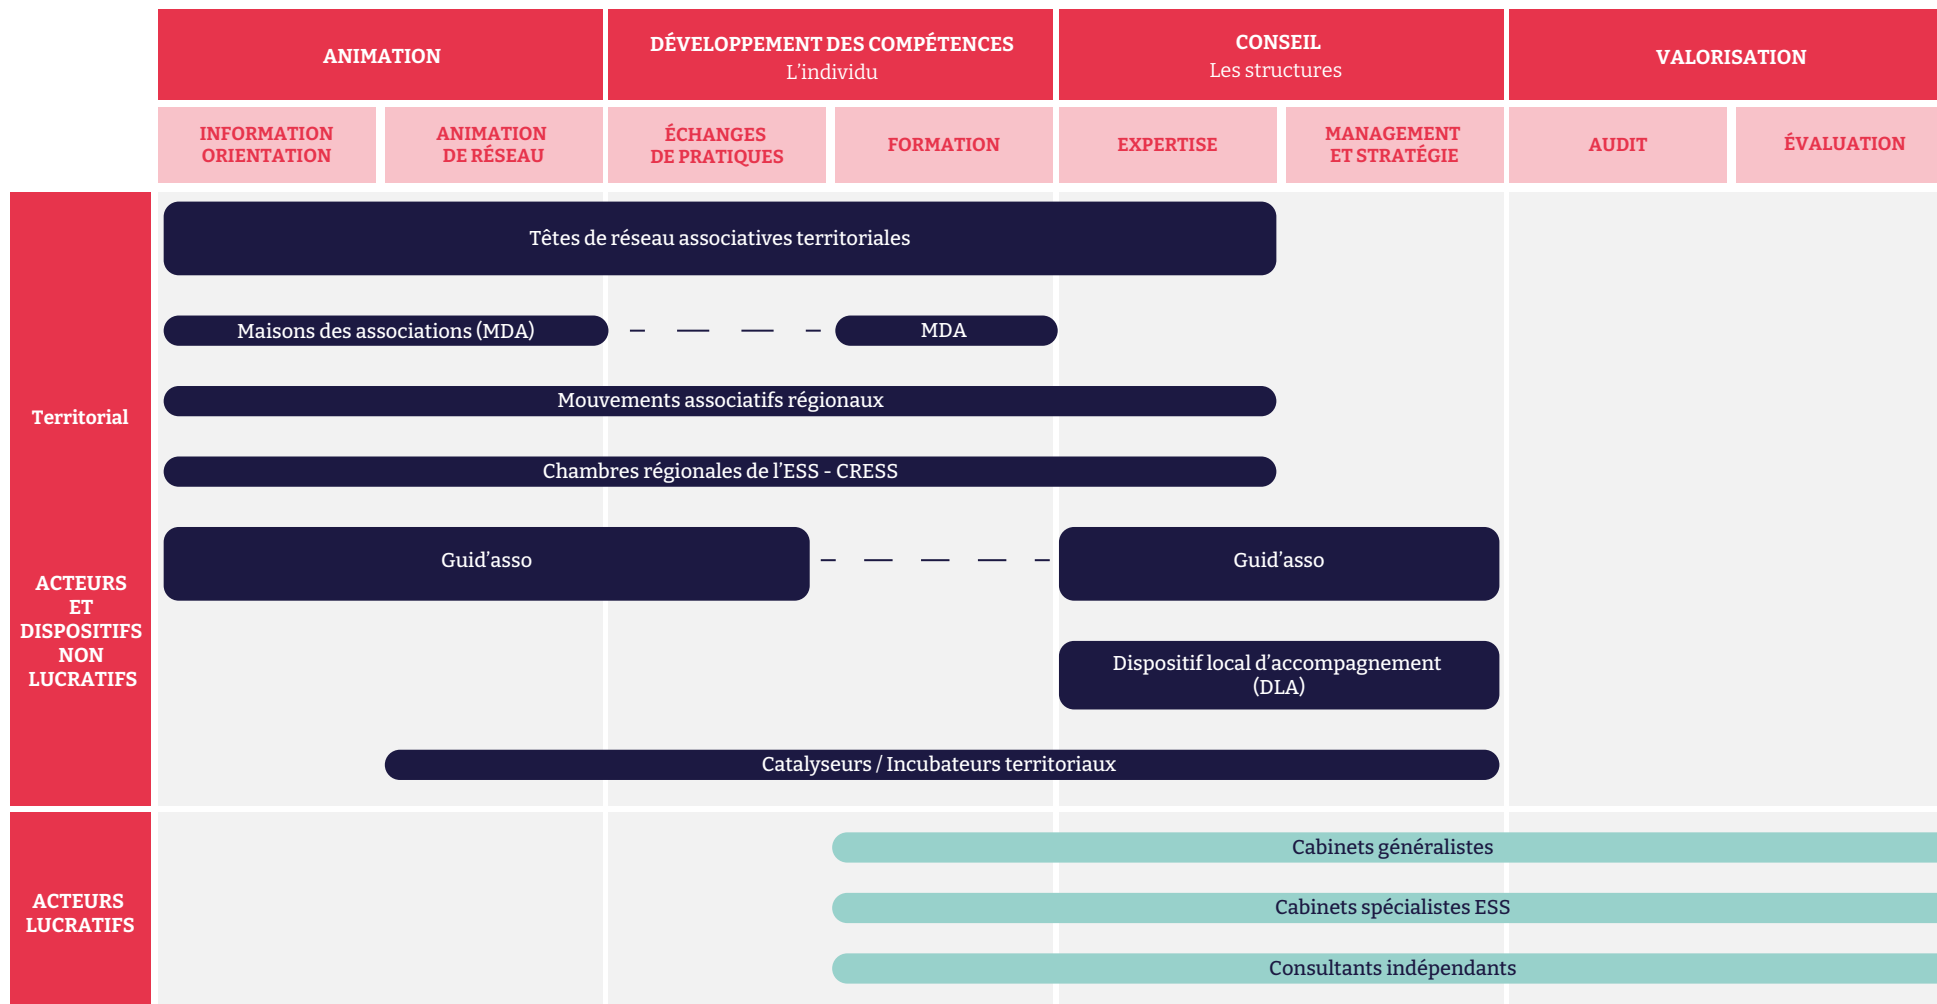 ANIMATION
DÉVELOPPEMENT DES COMPÉTENCES
L'individu
CONSEIL
Les structures
VALORISATION
INFORMATION
ORIENTATION
ANIMATION
DE RÉSEAU
ÉCHANGES
DE PRATIQUES
FORMATION
EXPERTISE
MANAGEMENT
ET STRATÉGIE
AUDIT
ÉVALUATION
Territorial
ACTEURS
ET
DISPOSITIFS
NON
LUCRATIFS
Têtes de réseau associatives territoriales
Maisons des associations (MDA)
MDA
Mouvements associatifs régionaux
Chambres régionales de l'ESS - CRESS
Guid'asso
Guid'asso
Dispositif local d'accompagnement
(DLA)
Catalyseurs / Incubateurs territoriaux
ACTEURS
LUCRATIFS
Cabinets généralistes
Cabinets spécialistes ESS
Consultants indépendants